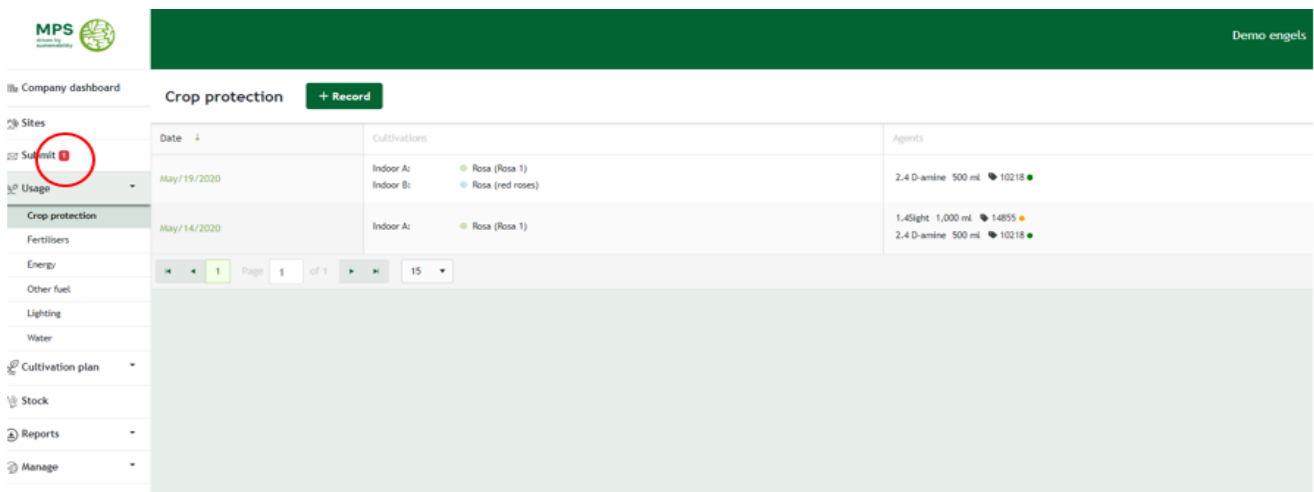 MPS
driven by
sustainability
Demo engels
Company dashboard
Sites
Submit 1
Usage
Crop protection
Fertilisers
Energy
Other fuel
Lighting
Water
Cultivation plan
Stock
Reports
Manage
Crop protection + Record
Date ↓ Cultivations Agents
May/19/2020 Indoor A: Rosa (Rosa 1) 2.4 D-amine 500 ml 10218
Indoor B: Rosa (red roses)
May/14/2020 Indoor A: Rosa (Rosa 1) 1.4Sight 1,000 ml 14855
2.4 D-amine 500 ml 10218
1 Page 1 of 1 15